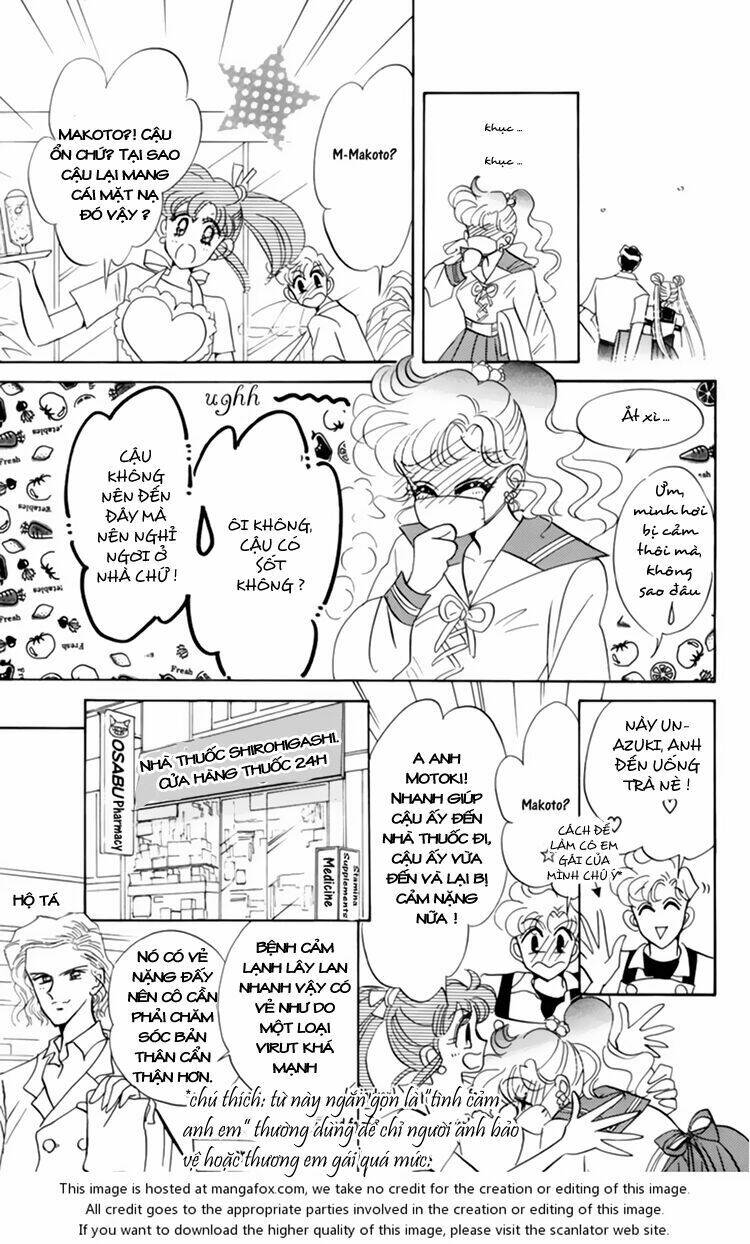 khục ...
khục ...
M-Makoto?
MAKOTO?! CẬU
ỔN CHỨ? TẠI SAO
CẬU LẠI MANG
CÁI MẶT NẠ
ĐÓ VẬY ?
Ắt xì ...
Ưm,
mình hơi
bị cảm
thôi mà,
không
sao đâu
ughh
ÔI KHÔNG,
CẬU CÓ
SỐT
KHÔNG ?
CẬU
KHÔNG
NÊN ĐẾN
ĐÂY MÀ
NÊN NGHỈ
NGƠI Ở
NHÀ CHỨ !
Fresh
Fresh
Fresh
Fresh
NÀY UN-
AZUKI, ANH
ĐẾN UỐNG
TRÀ NÈ !
CÁCH ĐỂ
LÀM CÔ EM
GÁI CỦA
MÌNH CHÚ Ý*
Makoto?
A ANH
MOTOKI!
NHANH GIÚP
CẬU ẤY ĐẾN
NHÀ THUỐC ĐI,
CẬU ẤY VỪA
ĐẾN VÀ LẠI BỊ
CẢM NẶNG
NỮA !
OSABU Pharmacy
NHÀ THUỐC SHIROHIGASHI.
CỬA HÀNG THUỐC 24H
Stamina
Supplements
Medicine
HỘ TÁ
BỆNH CẢM
LẠNH LÂY LAN
NHANH VẬY CÓ
VẺ NHƯ DO
MỘT LOẠI
VIRUT KHÁ
MẠNH
NÓ CÓ VẺ
NẶNG ĐẤY
NÊN CÔ CẦN
PHẢI CHĂM
SÓC BẢN
THÂN CẨN
THẬN HƠN.
*chú thích: từ này ngắn gọn là "tình cảm
anh em" thường dùng để chỉ người anh bảo
vệ hoặc thương em gái quá mức.
This image is hosted at mangafox.com, we take no credit for the creation or editing of this image.
All credit goes to the appropriate parties involved in the creation or editing of this image.
If you want to download the higher quality of this image, please visit the scanlator web site.